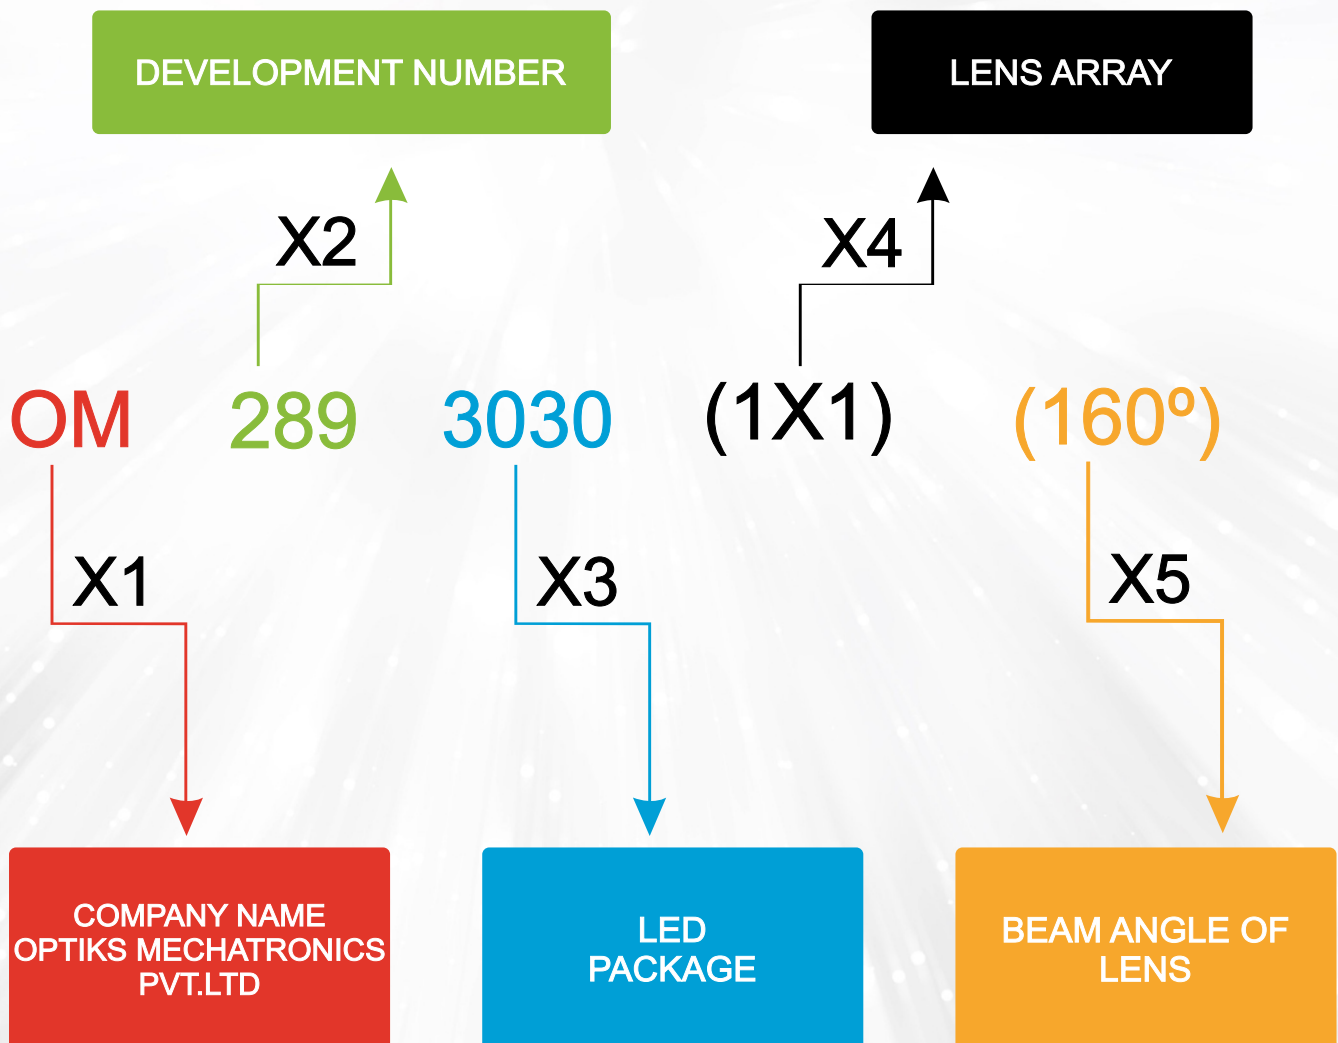 DEVELOPMENT NUMBER
LENS ARRAY
X2
X4
OM 289 3030 (1X1) (160º)
X1
X3
X5
COMPANY NAME
OPTIKS MECHATRONICS
PVT.LTD
LED
PACKAGE
BEAM ANGLE OF
LENS